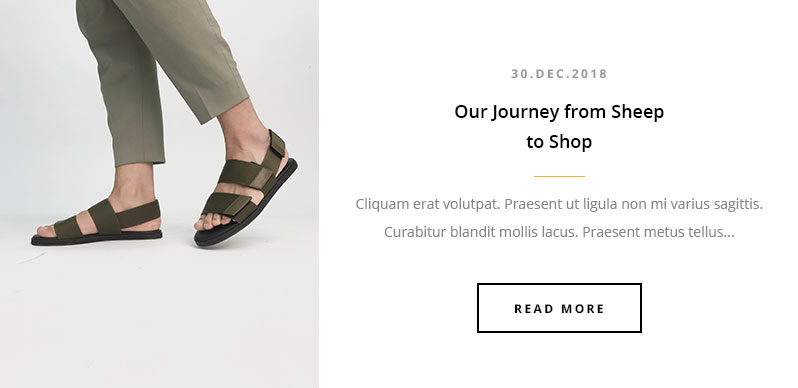 30.DEC.2018
Our Journey from Sheep
to Shop
Cliquam erat volutpat. Praesent ut ligula non mi varius sagittis.
Curabitur blandit mollis lacus. Praesent metus tellus...
READ MORE